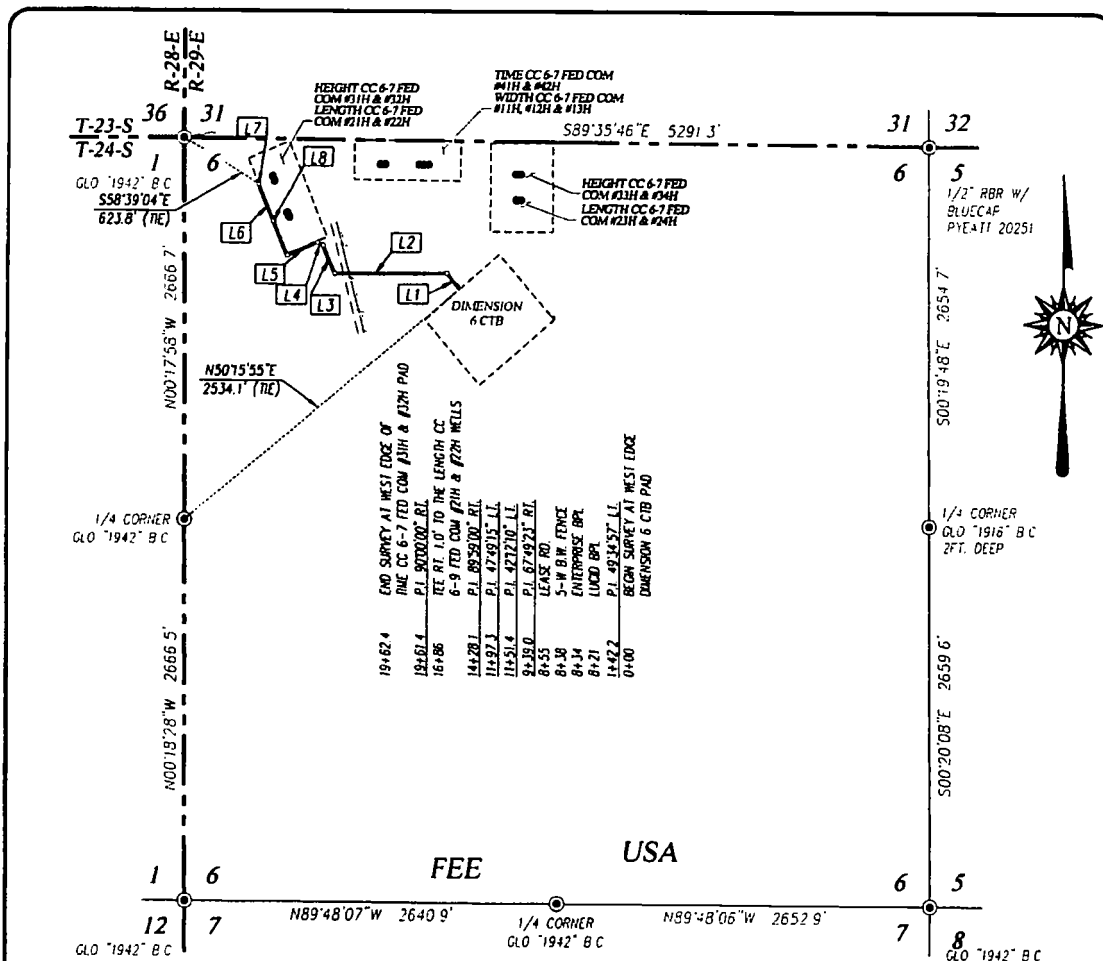 R-28-E
R-29-E
36
31
T-23-S
T-24-S
1
6
GLO "1942" B C
S58°39'04"E
623.8' (TIE)
HEIGHT CC 6-7 FED
COM #31H & #32H
LENGTH CC 6-7 FED
COM #21H & #22H
TIME CC 6-7 FED COM
#41H & #42H
WIDTH CC 6-7 FED COM
#11H, #12H & #13H
S89°35'46"E 5291 3'
31
32
6
5
1/2" RBR W/
BLUECAP
PYEATT 20251
HEIGHT CC 6-7 FED
COM #33H & #34H
LENGTH CC 6-7 FED
COM #23H & #24H
L7
L8
L6
L5
L4
L3
L2
L1
DIMENSION
6 CTB
N
N00°17'58"W 2666 7'
N50°15'55"E
2534.1' (TIE)
S00°19'48"E 2654 7'
1/4 CORNER
GLO "1942" B C
1/4 CORNER
GLO "1916" B C
2FT. DEEP
19+62.4 END SURVEY AT WEST EDGE OF
TIME CC 6-7 FED COM #31H & #32H PAD
19+61.4 P.I. 90°00'00" RT.
16+86 TEE RT. 1.0' TO THE LENGTH CC
6-9 FED COM #21H & #22H WELLS
14+28.1 P.I. 89°59'00" RT.
11+97.3 P.I. 47°49'15" LT.
11+51.4 P.I. 42°12'10" LT.
9+39.0 P.I. 67°49'23" RT.
8+55 LEASE RD.
8+38 5-W B.W. FENCE
8+34 ENTERPRISE BPL
8+21 LUCID BPL
1+42.2 P.I. 49°34'57" LT.
0+00 BEGIN SURVEY AT WEST EDGE
DIMENSION 6 CTB PAD
N00°18'28"W 2666 5'
S00°20'08"E 2659 6'
FEE
USA
1
6
12
7
GLO "1942" B C
N89°48'07"W 2640 9'
1/4 CORNER
GLO "1942" B C
N89°48'06"W 2652 9'
6
5
7
8
GLO "1942" B C